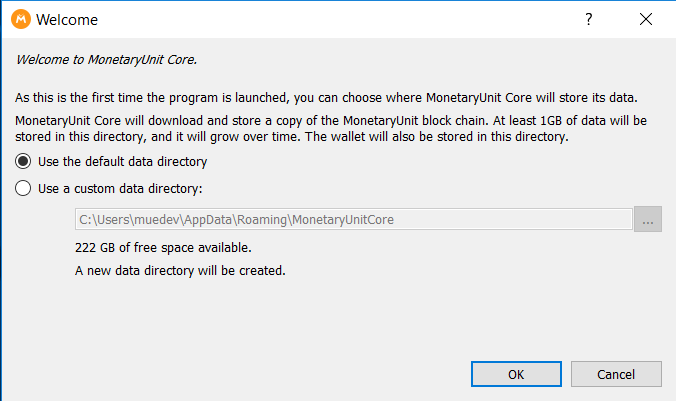 Welcome
?
Welcome to MonetaryUnit Core.
As this is the first time the program is launched, you can choose where MonetaryUnit Core will store its data.
MonetaryUnit Core will download and store a copy of the MonetaryUnit block chain. At least 1GB of data will be
stored in this directory, and it will grow over time. The wallet will also be stored in this directory.
Use the default data directory
Use a custom data directory:
C:\Users\muedev\AppData\Roaming\MonetaryUnitCore
...
222 GB of free space available.
A new data directory will be created.
OK
Cancel